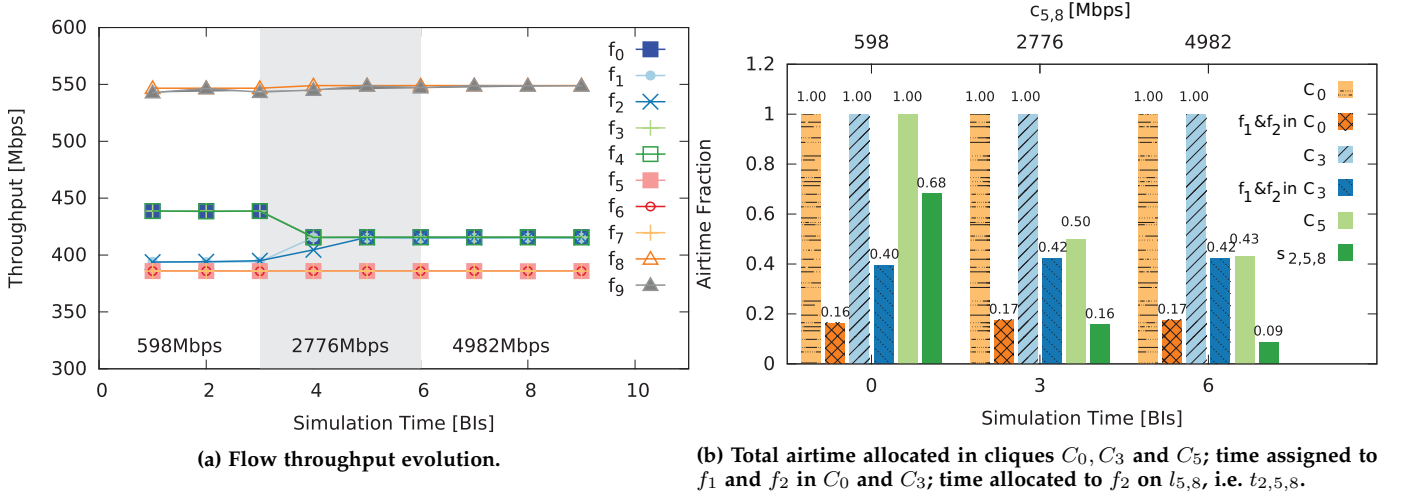 600
550
500
450
400
350
300
Throughput [Mbps]
f0
f1
f2
f3
f4
f5
f6
f7
f8
f9
598Mbps 2776Mbps 4982Mbps
0 2 4 6 8 10
Simulation Time [BIs]
(a) Flow throughput evolution.
c5,8 [Mbps]
598 2776 4982
1.2
1
0.8
0.6
0.4
0.2
0
Airtime Fraction
1.00 1.00 1.00 1.00 1.00 1.00 1.00
0.68
0.50
0.40 0.42 0.42 0.43
0.16 0.17 0.16 0.17 0.09
C0
f1&f2 in C0
C3
f1&f2 in C3
C5
s2,5,8
0 3 6
Simulation Time [BIs]
(b) Total airtime allocated in cliques C0, C3 and C5; time assigned to
f1 and f2 in C0 and C3; time allocated to f2 on l5,8, i.e. t2,5,8.